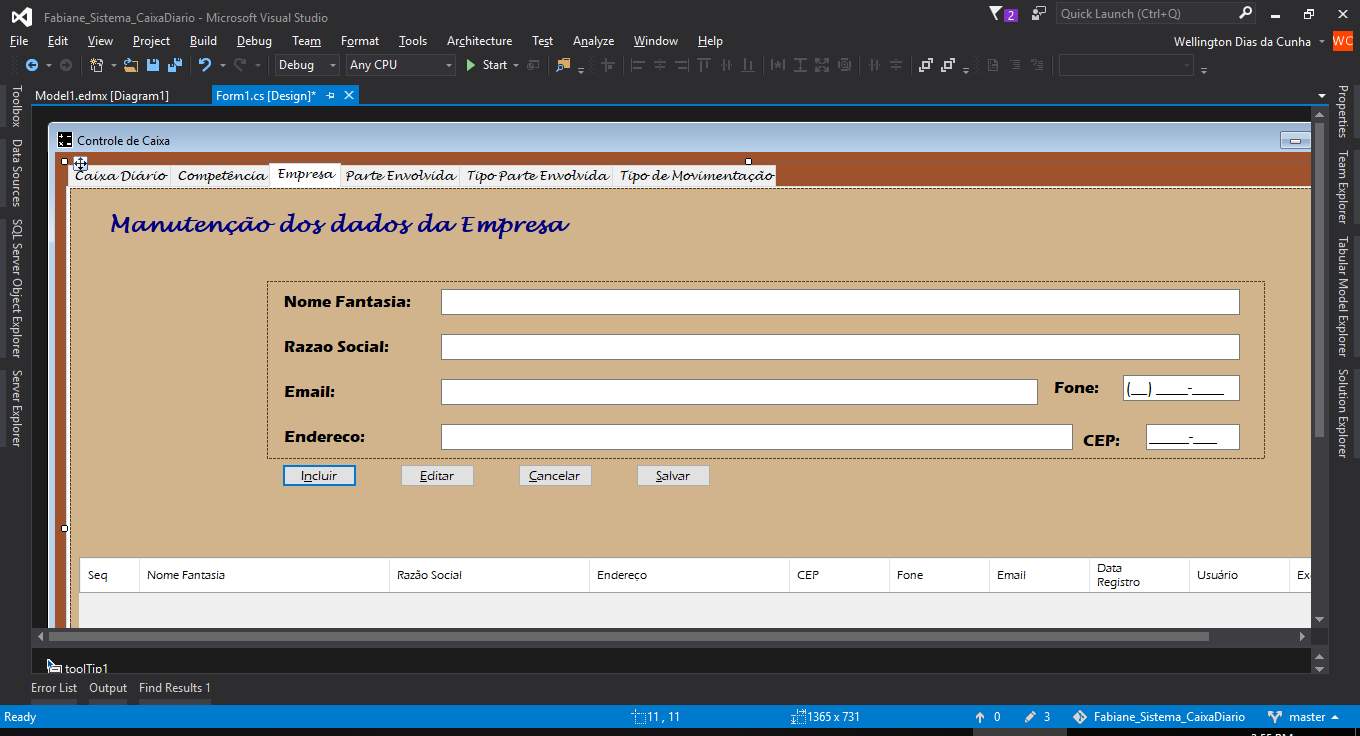 Fabiane_Sistema_CaixaDiario - Microsoft Visual Studio
2
Quick Launch (Ctrl+Q)
File Edit View Project Build Debug Team Format Tools Architecture Test Analyze Window Help
Wellington Dias da Cunha
WC
Debug Any CPU Start
Model1.edmx [Diagram1] Form1.cs [Design]*
Toolbox
Data Sources
SQL Server Object Explorer
Server Explorer
Properties
Team Explorer
Tabular Model Explorer
Solution Explorer
Controle de Caixa
Caixa Diário Competência Empresa Parte Envolvida Tipo Parte Envolvida Tipo de Movimentação
Manutenção dos dados da Empresa
Nome Fantasia:
Razao Social:
Email:
Fone: (__) ____-____
Endereco:
CEP: _____-___
Incluir Editar Cancelar Salvar
Seq Nome Fantasia Razão Social Endereço CEP Fone Email Data Registro Usuário
toolTip1
Error List Output Find Results 1
Ready 11 , 11 1365 x 731 0 3 Fabiane_Sistema_CaixaDiario master